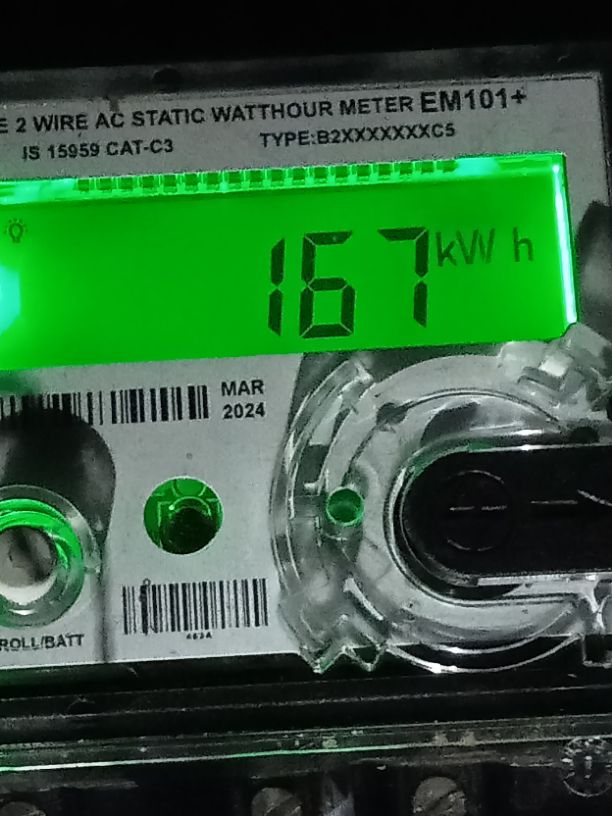 E 2 WIRE AC STATIC WATTHOUR METER EM101+
IS 15959 CAT-C3 TYPE:B2XXXXXXXC5
167 kW h
MAR
2024
ROLL/BATT